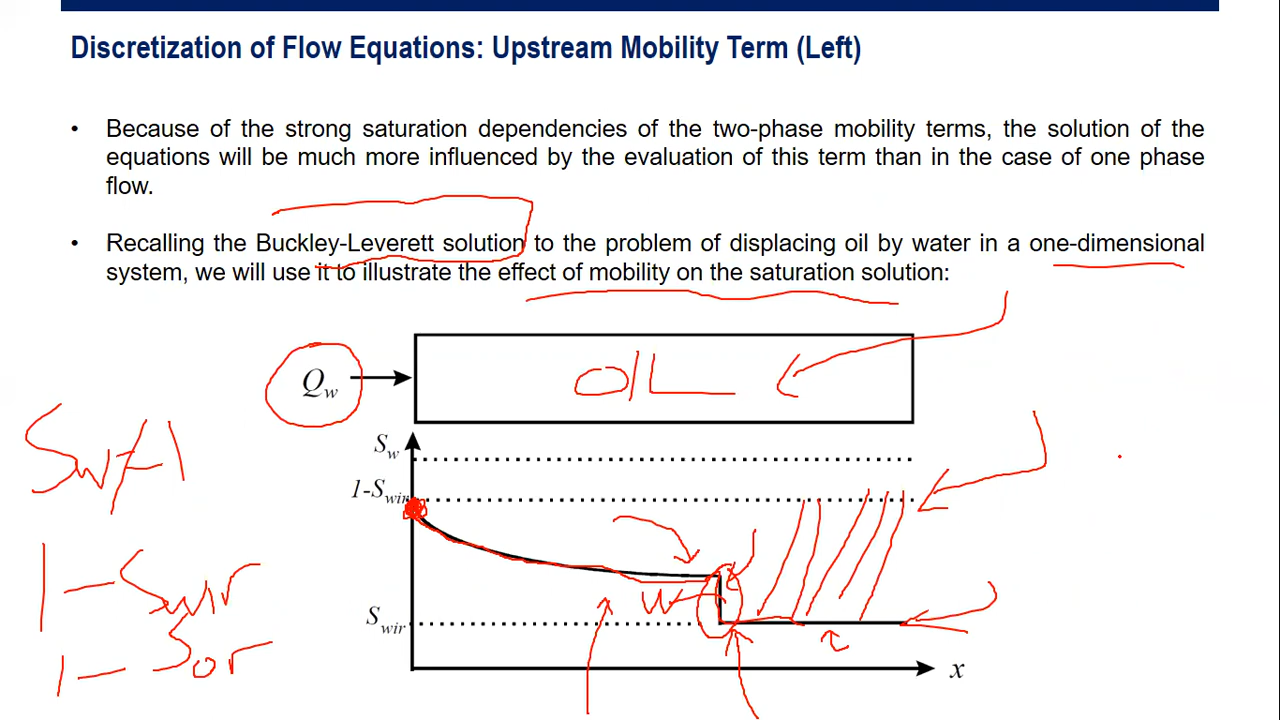 Discretization of Flow Equations: Upstream Mobility Term (Left)
• Because of the strong saturation dependencies of the two-phase mobility terms, the solution of the
equations will be much more influenced by the evaluation of this term than in the case of one phase
flow.
• Recalling the Buckley-Leverett solution to the problem of displacing oil by water in a one-dimensional
system, we will use it to illustrate the effect of mobility on the saturation solution:
Qw
OIL
Sw
1-Swir
Sw≠1
1-Swir
1-Sor
W
Swir
x